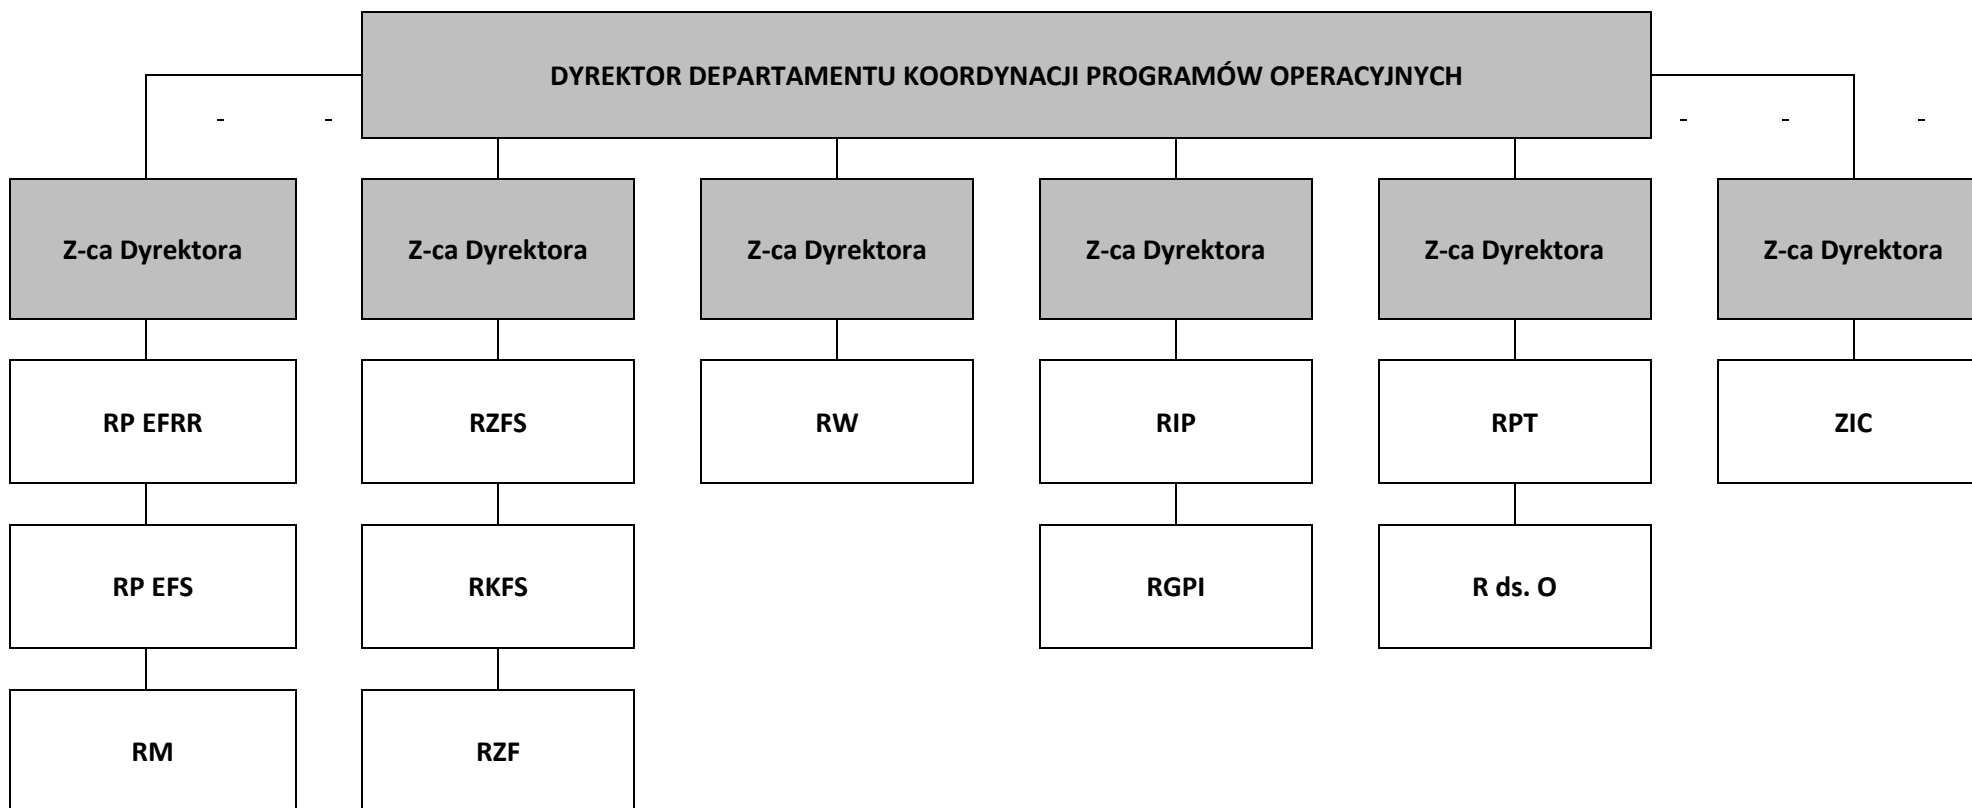 DYREKTOR DEPARTAMENTU KOORDYNACJI PROGRAMÓW OPERACYJNYCH
- - - - -
Z-ca Dyrektora Z-ca Dyrektora Z-ca Dyrektora Z-ca Dyrektora Z-ca Dyrektora Z-ca Dyrektora
RP EFRR RZFS RW RIP RPT ZIC
RP EFS RKFS RGPI R ds. O
RM RZF